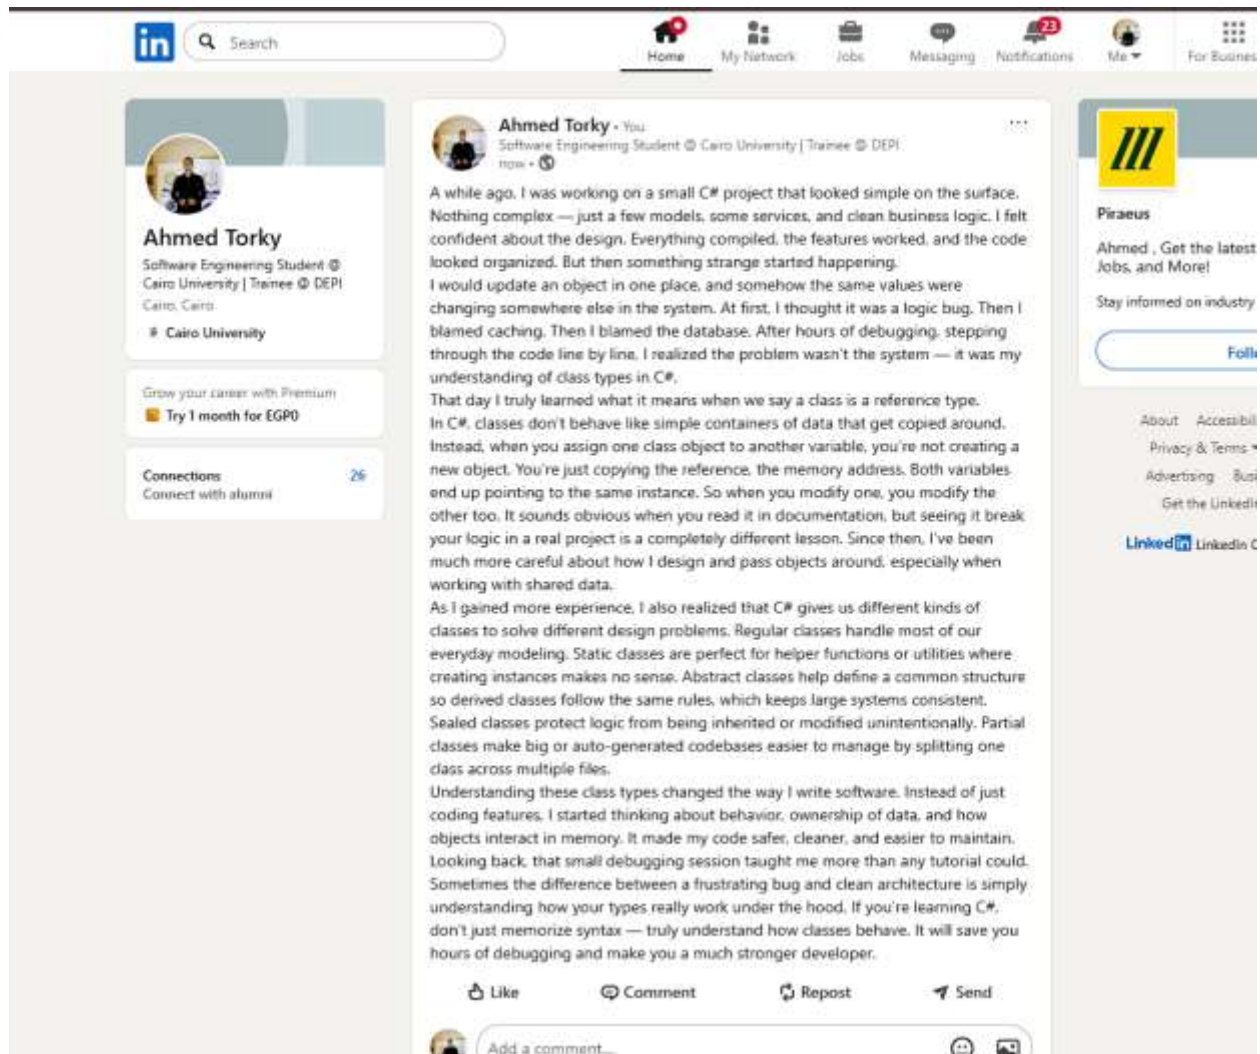 in
Search
Home
My Network
Jobs
Messaging
23
Notifications
Me
For Busines
Ahmed Torky
Software Engineering Student @
Cairo University | Trainee @ DEPI
Cairo, Cairo
Cairo University
Grow your career with Premium
Try 1 month for EGP0
Connections 26
Connect with alumni
Ahmed Torky • You
Software Engineering Student @ Cairo University | Trainee @ DEPI
now •
A while ago, I was working on a small C# project that looked simple on the surface.
Nothing complex — just a few models, some services, and clean business logic. I felt
confident about the design. Everything compiled, the features worked, and the code
looked organized. But then something strange started happening.
I would update an object in one place, and somehow the same values were
changing somewhere else in the system. At first, I thought it was a logic bug. Then I
blamed caching. Then I blamed the database. After hours of debugging, stepping
through the code line by line, I realized the problem wasn't the system — it was my
understanding of class types in C#.
That day I truly learned what it means when we say a class is a reference type.
In C#, classes don't behave like simple containers of data that get copied around.
Instead, when you assign one class object to another variable, you're not creating a
new object. You're just copying the reference, the memory address. Both variables
end up pointing to the same instance. So when you modify one, you modify the
other too. It sounds obvious when you read it in documentation, but seeing it break
your logic in a real project is a completely different lesson. Since then, I've been
much more careful about how I design and pass objects around, especially when
working with shared data.
As I gained more experience, I also realized that C# gives us different kinds of
classes to solve different design problems. Regular classes handle most of our
everyday modeling. Static classes are perfect for helper functions or utilities where
creating instances makes no sense. Abstract classes help define a common structure
so derived classes follow the same rules, which keeps large systems consistent.
Sealed classes protect logic from being inherited or modified unintentionally. Partial
classes make big or auto-generated codebases easier to manage by splitting one
class across multiple files.
Understanding these class types changed the way I write software. Instead of just
coding features, I started thinking about behavior, ownership of data, and how
objects interact in memory. It made my code safer, cleaner, and easier to maintain.
Looking back, that small debugging session taught me more than any tutorial could.
Sometimes the difference between a frustrating bug and clean architecture is simply
understanding how your types really work under the hood. If you're learning C#,
don't just memorize syntax — truly understand how classes behave. It will save you
hours of debugging and make you a much stronger developer.
Like
Comment
Repost
Send
Add a comment...
Piraeus
Ahmed , Get the latest
Jobs, and More!
Stay informed on industry
Follo
About Accessibili
Privacy & Terms
Advertising Busi
Get the LinkedIn
Linkedin LinkedIn C